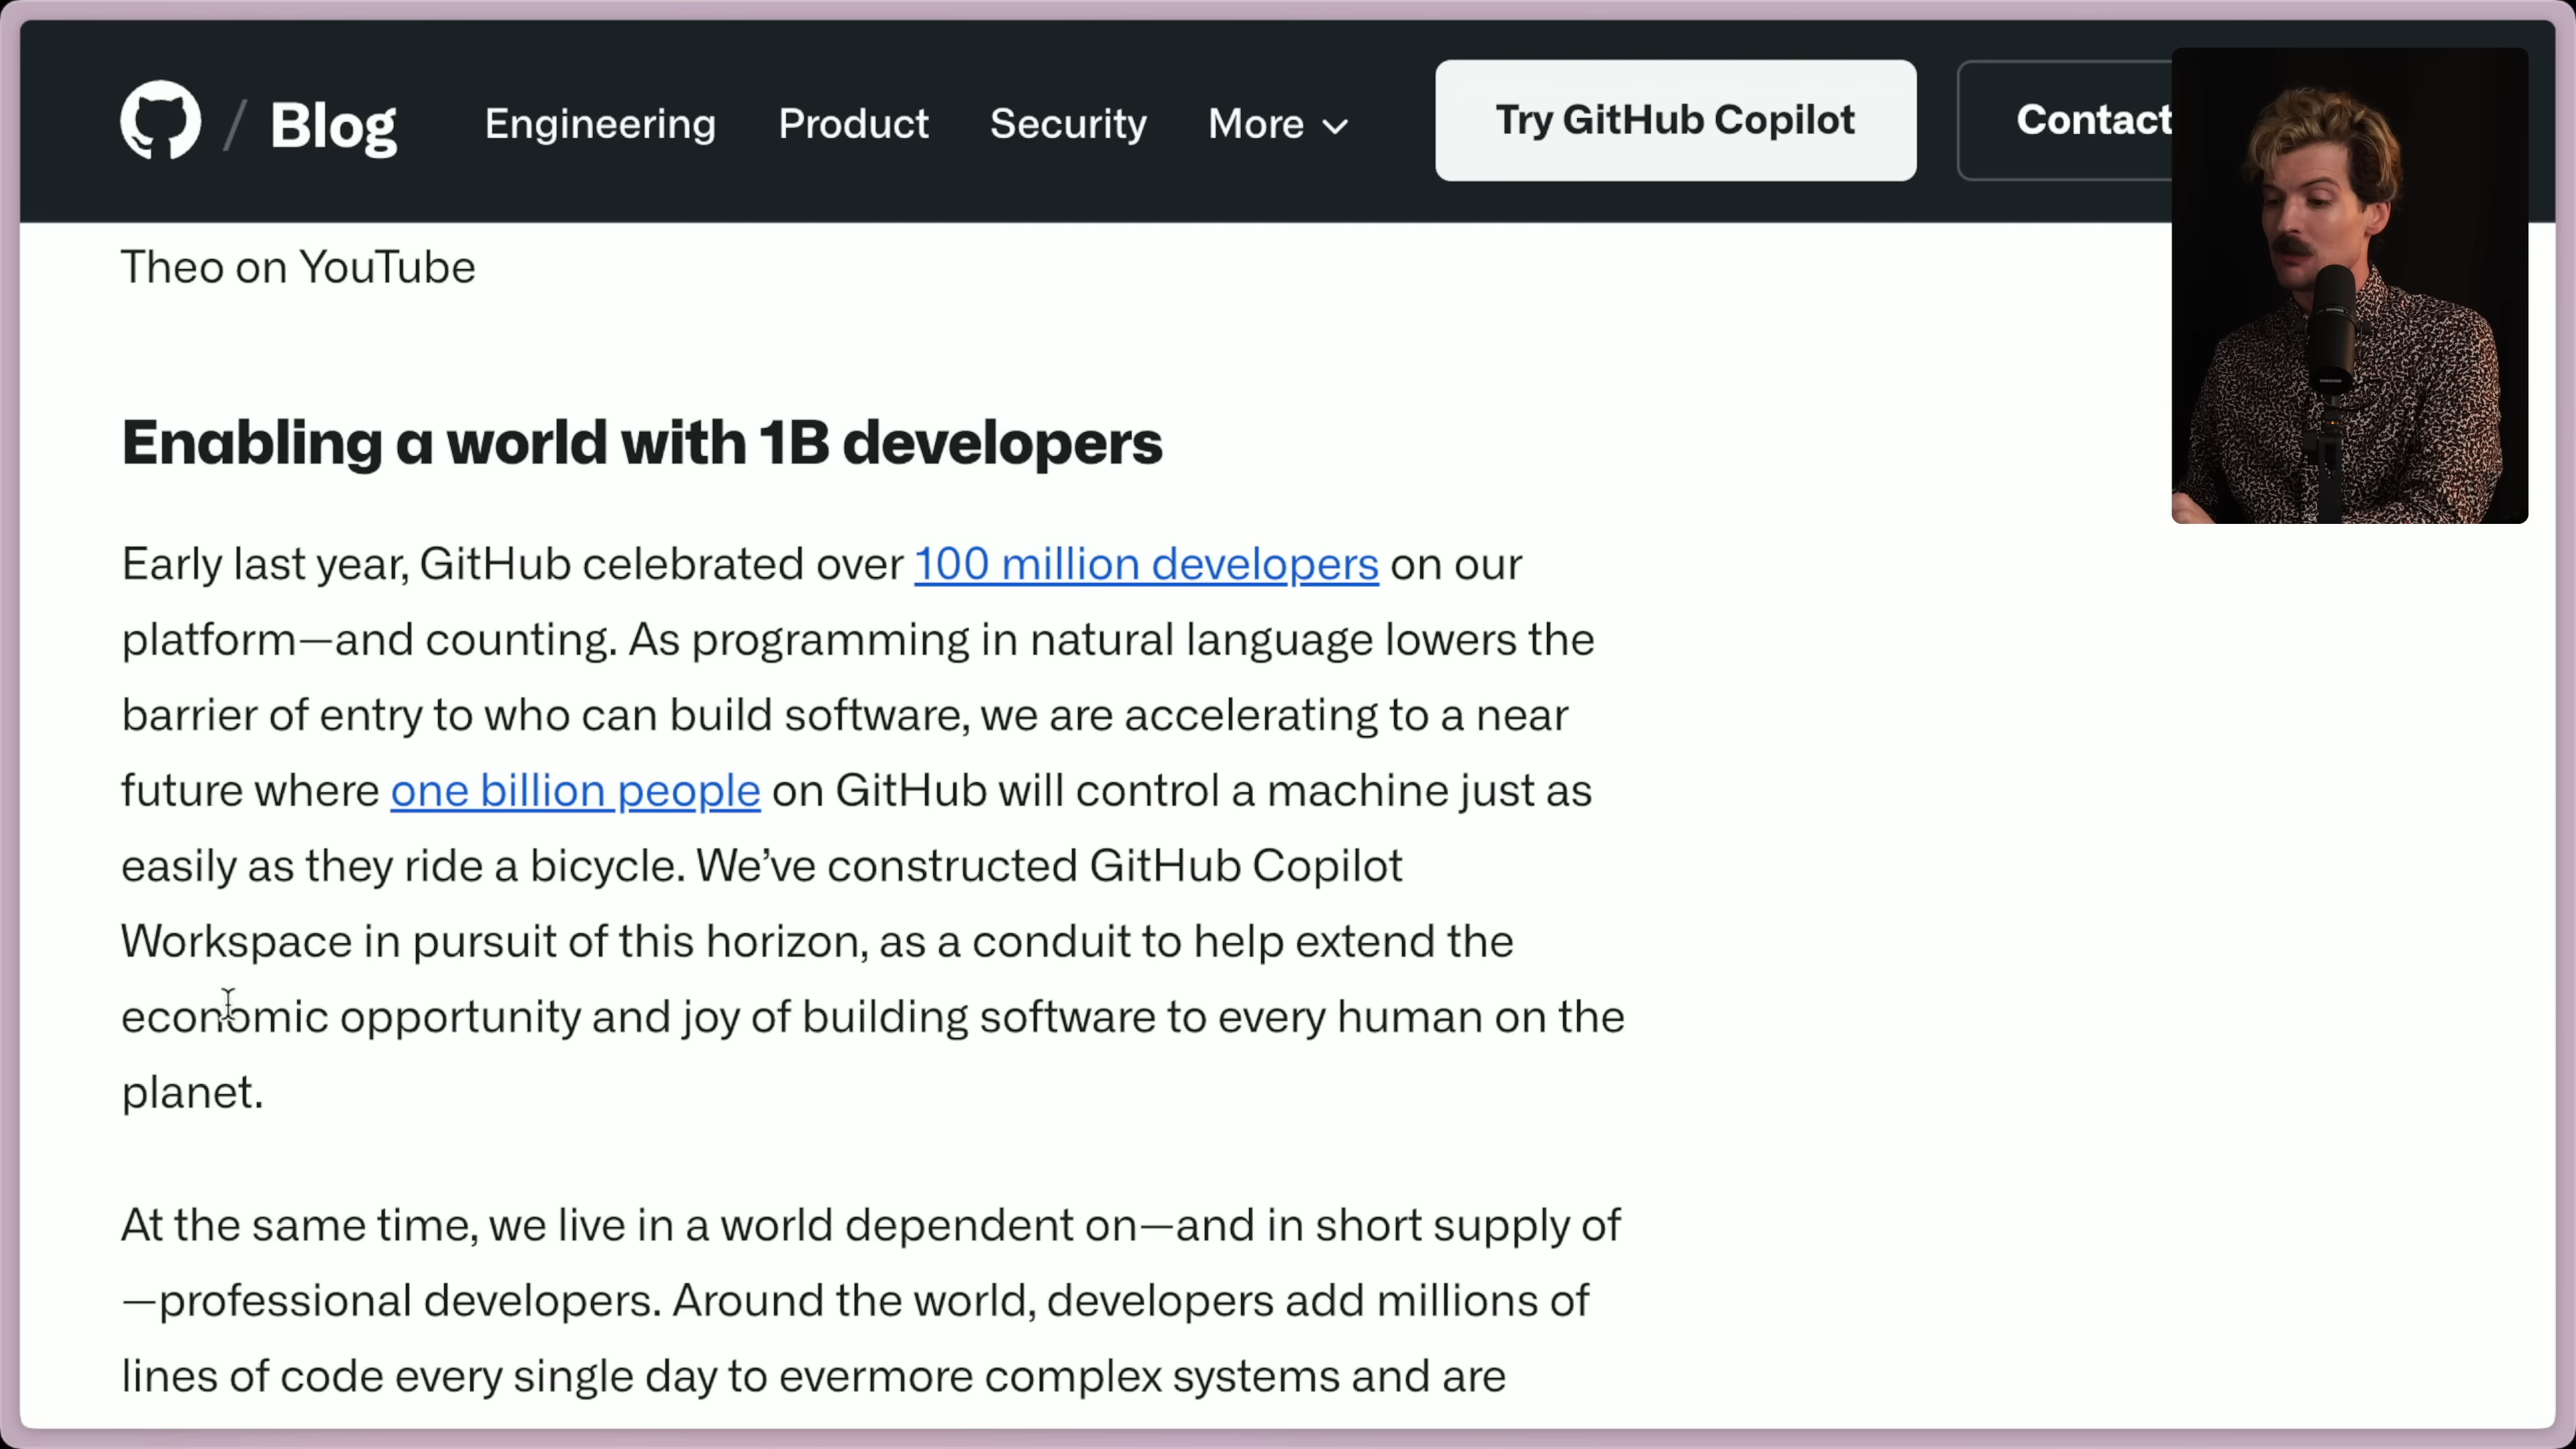 / Blog Engineering Product Security More Try GitHub Copilot Contact
Theo on YouTube
Enabling a world with 1B developers
Early last year, GitHub celebrated over 100 million developers on our
platform—and counting. As programming in natural language lowers the
barrier of entry to who can build software, we are accelerating to a near
future where one billion people on GitHub will control a machine just as
easily as they ride a bicycle. We’ve constructed GitHub Copilot
Workspace in pursuit of this horizon, as a conduit to help extend the
economic opportunity and joy of building software to every human on the
planet.
At the same time, we live in a world dependent on—and in short supply of
—professional developers. Around the world, developers add millions of
lines of code every single day to evermore complex systems and are